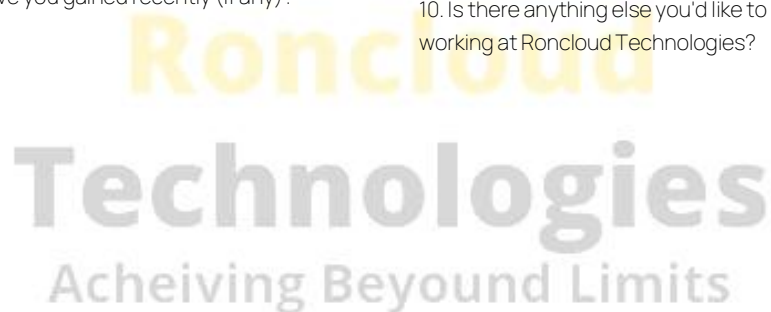 ve you gained recently (if any)?
10. Is there anything else you'd like to
working at Roncloud Technologies?
Roncloud
Technologies
Acheiving Beyound Limits